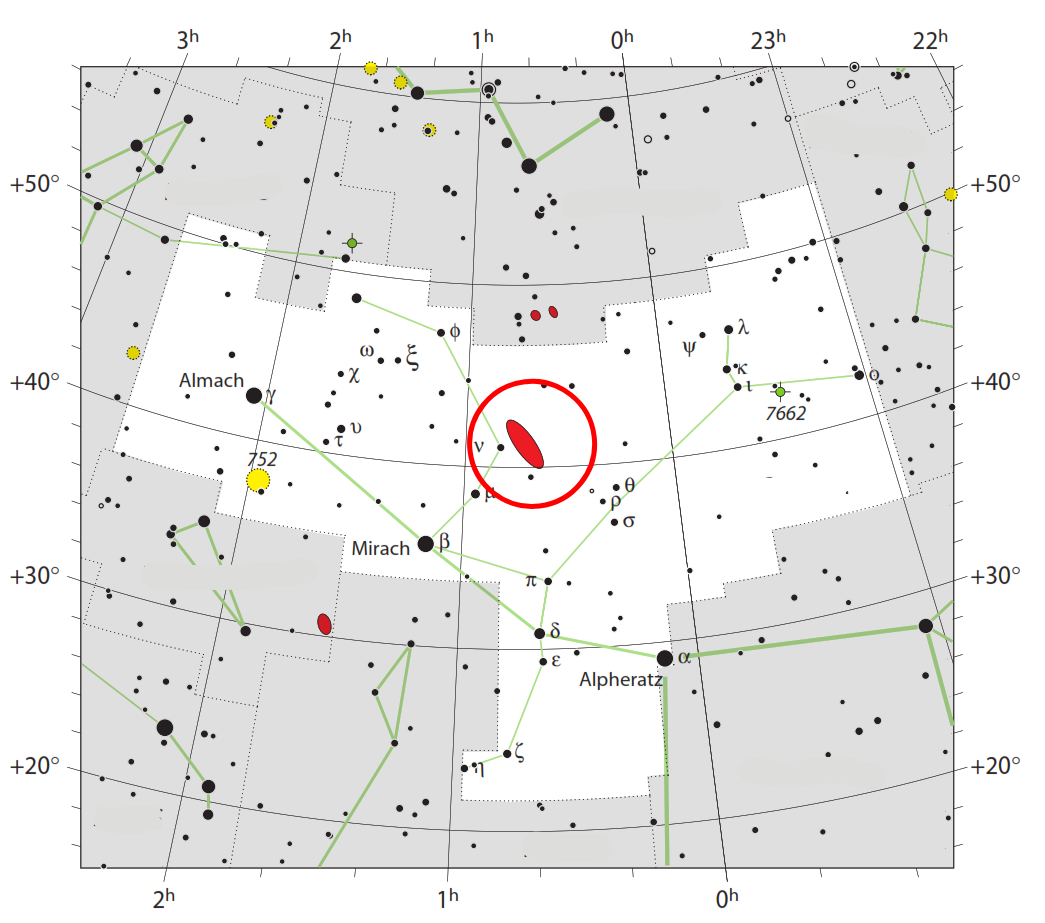 3h 2h 1h 0h 23h 22h
+50° +50°
ϕ
λ
ψ
ω ξ
κ
χ
+40° Almach γ ι ο +40°
7662
τ υ
ν
752
μ
θ
ρ
σ
Mirach β
+30° π +30°
δ
ε α
Alpheratz
ζ
+20° η +20°
2h 1h 0h